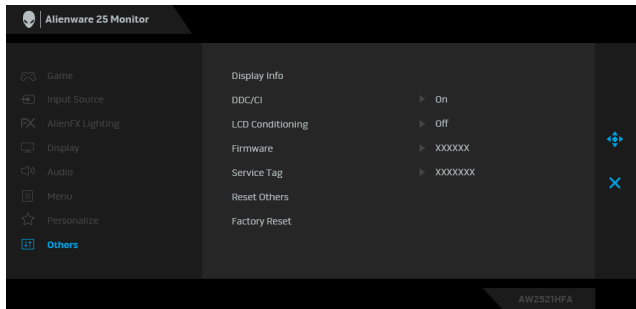 Alienware 25 Monitor
Game
Input Source
AlienFX Lighting
Display
Audio
Menu
Personalize
Others
Display Info
DDC/CI On
LCD Conditioning Off
Firmware XXXXXX
Service Tag XXXXXXX
Reset Others
Factory Reset
AW2521HFA